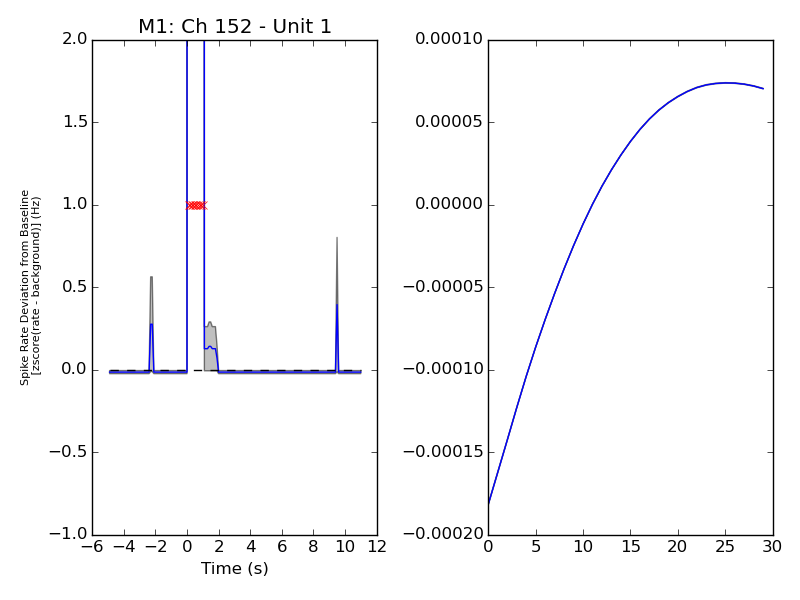 M1: Ch 152 - Unit 1
Spike Rate Deviation from Baseline
[zscore(rate - background)] (Hz)
2.0
1.5
1.0
0.5
0.0
−0.5
−1.0
−6 −4 −2 0 2 4 6 8 10 12
Time (s)
0.00010
0.00005
0.00000
−0.00005
−0.00010
−0.00015
−0.00020
0 5 10 15 20 25 30